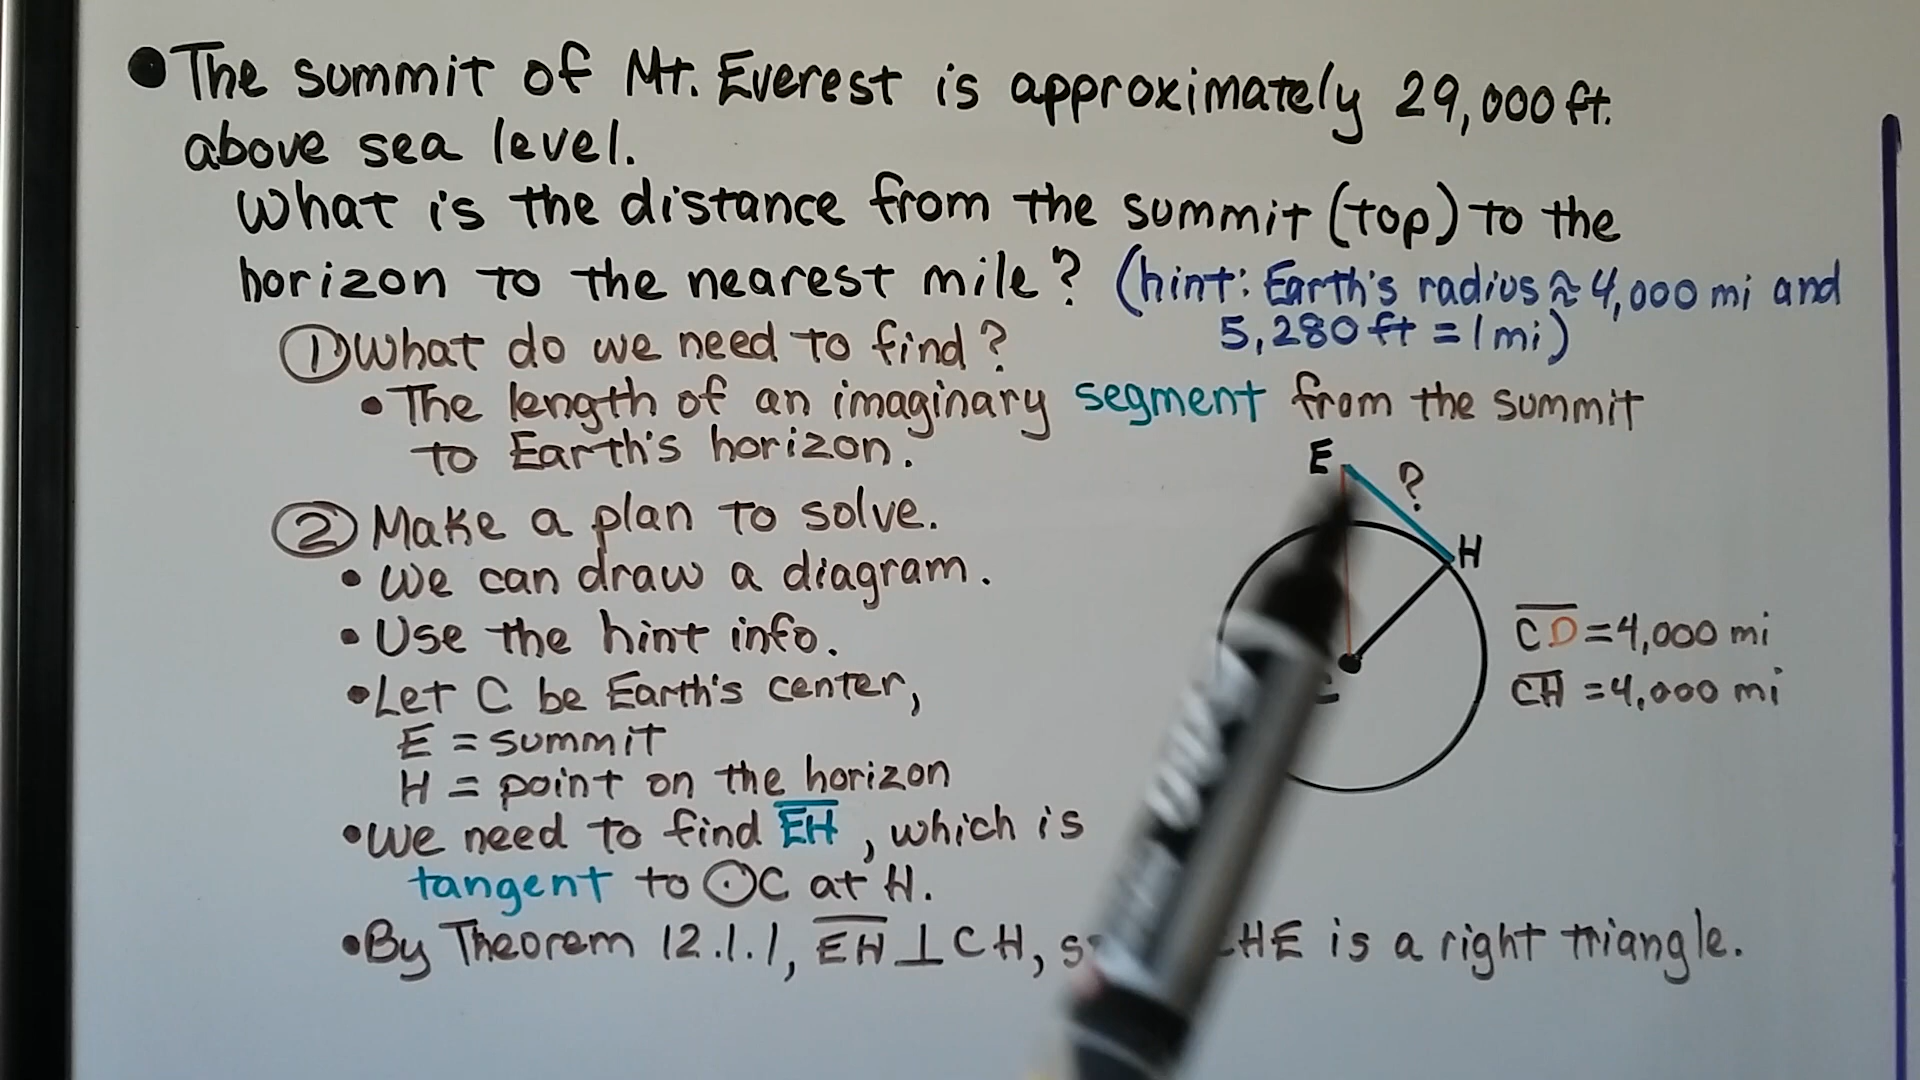 • The summit of Mt. Everest is approximately 29,000 ft.
above sea level.
What is the distance from the summit (top) to the
horizon to the nearest mile? (hint: Earth's radius ≈ 4,000 mi and
5,280 ft = 1 mi)
① What do we need to find?
• The length of an imaginary segment from the summit
to Earth's horizon.
② Make a plan to solve.
• We can draw a diagram.
• Use the hint info.
• Let C be Earth's center,
E = summit
H = point on the horizon
• We need to find E̅H̅, which is
tangent to ⊙C at H.
• By Theorem 12.1.1, E̅H̅ ⊥ CH, HE is a right triangle.
E
?
H
C̅D̅ = 4,000 mi
C̅H̅ = 4,000 mi